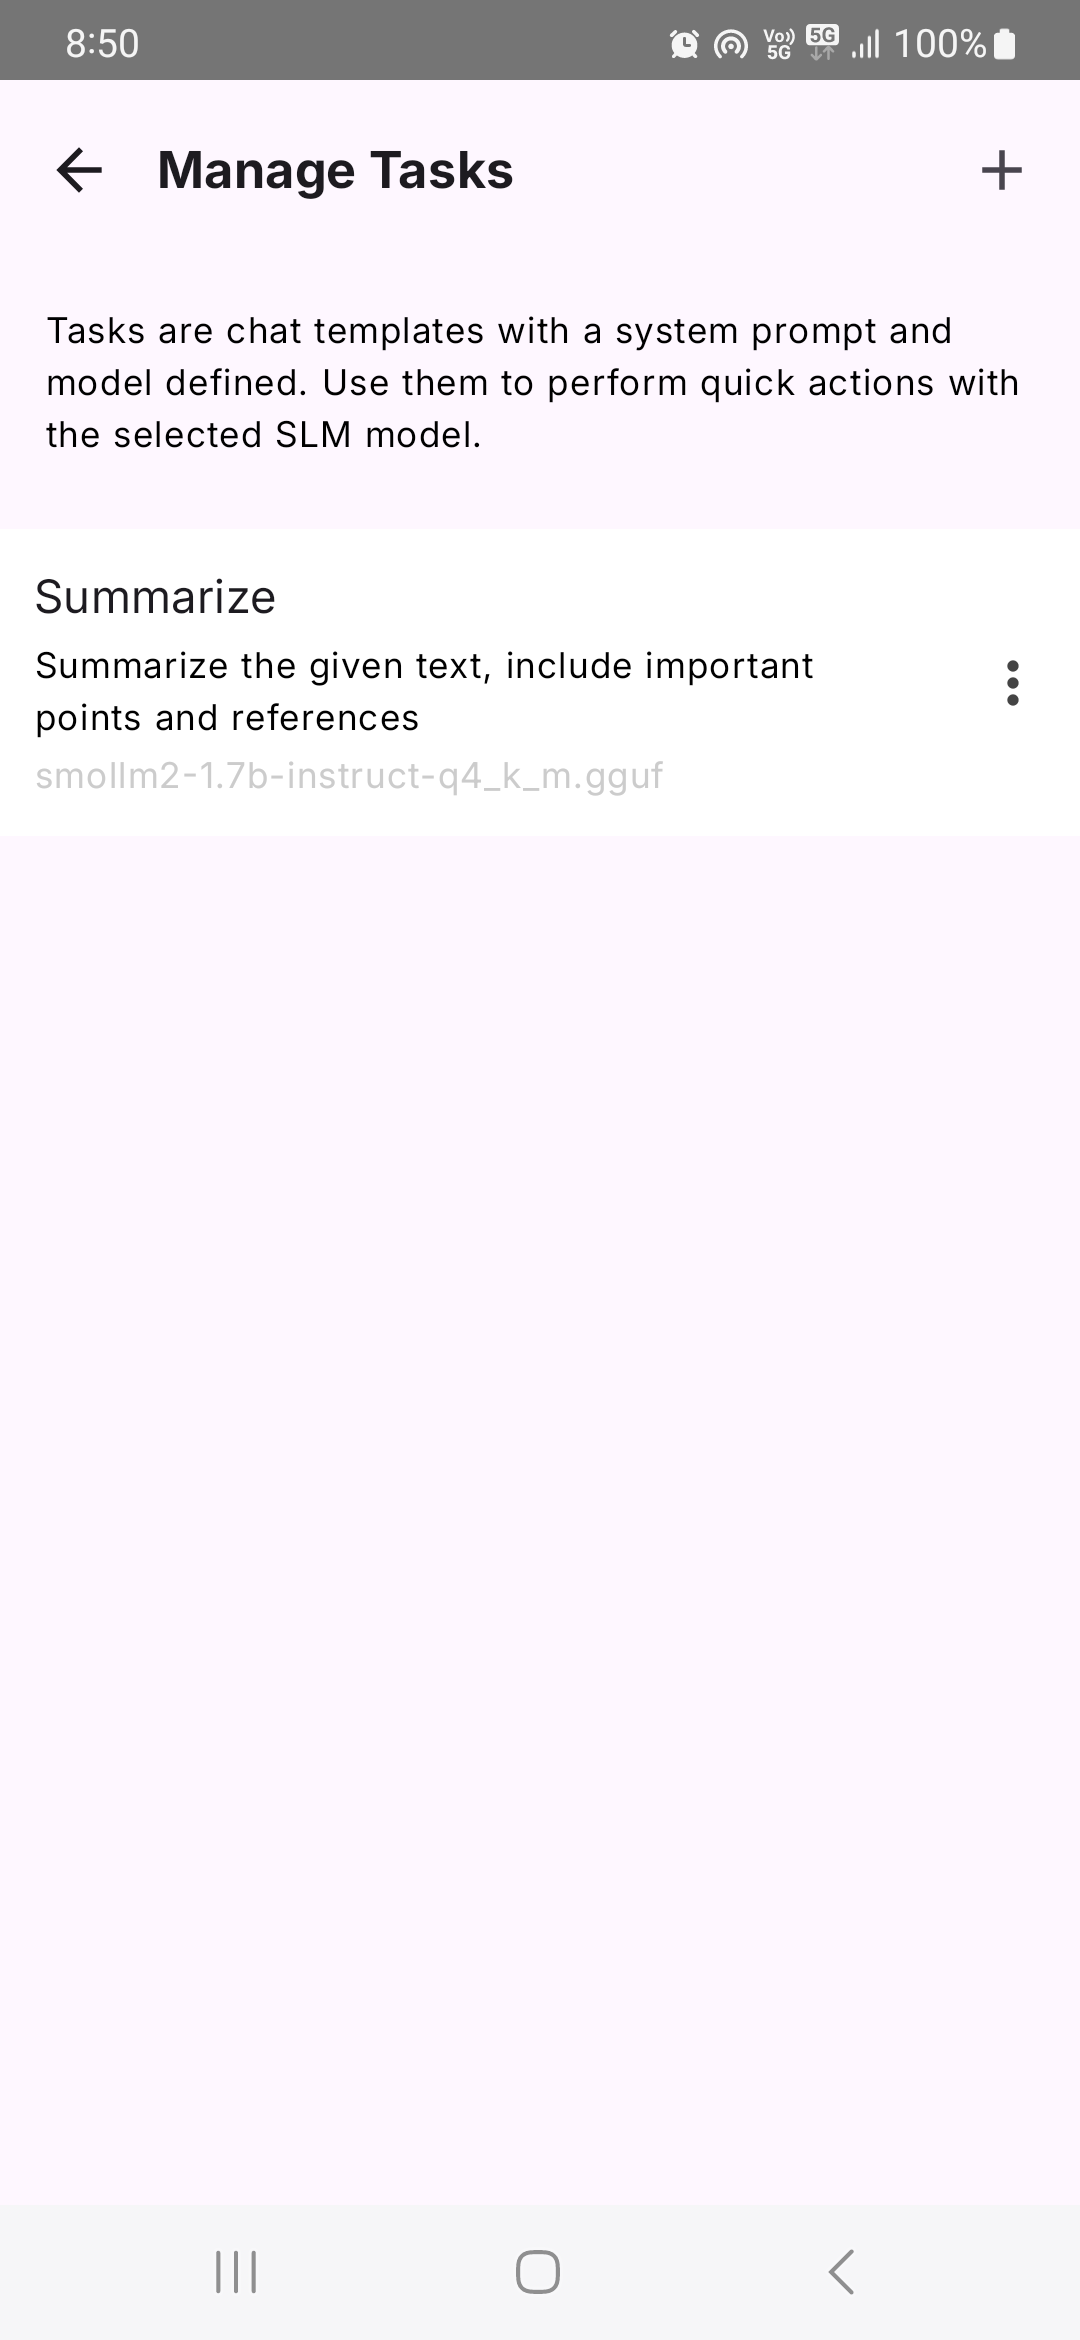 8:50
Vo))
5G
5G
100%
Manage Tasks
Tasks are chat templates with a system prompt and
model defined. Use them to perform quick actions with
the selected SLM model.
Summarize
Summarize the given text, include important
points and references
smollm2-1.7b-instruct-q4_k_m.gguf